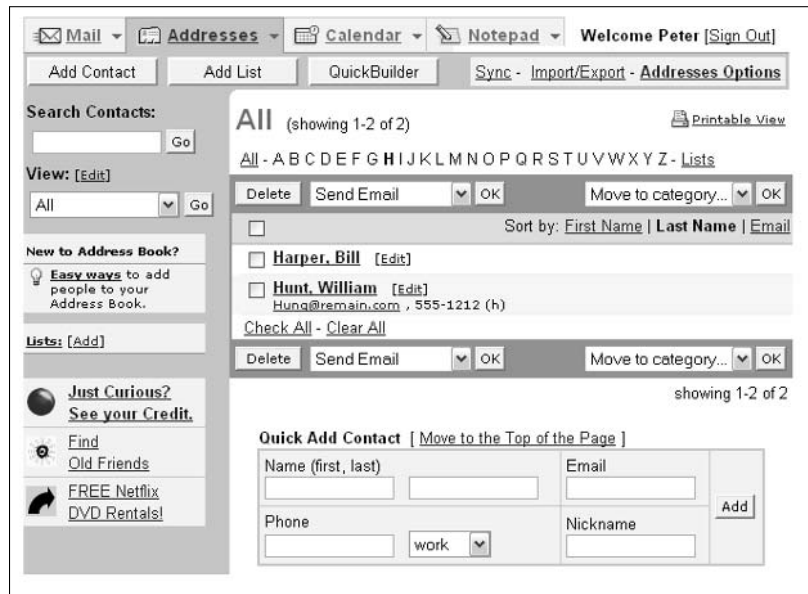 Mail Addresses Calendar Notepad Welcome Peter [Sign Out]
Add Contact Add List QuickBuilder Sync - Import/Export - Addresses Options
Search Contacts:
Go
View: [Edit]
All Go
New to Address Book?
Easy ways to add
people to your
Address Book.
Lists: [Add]
Just Curious?
See your Credit.
Find
Old Friends
FREE Netflix
DVD Rentals!
All (showing 1-2 of 2) Printable View
All - A B C D E F G H I J K L M N O P Q R S T U V W X Y Z - Lists
Delete Send Email OK Move to category... OK
Sort by: First Name | Last Name | Email
Harper, Bill [Edit]
Hunt, William [Edit]
Hung@remain.com , 555-1212 (h)
Check All - Clear All
Delete Send Email OK Move to category... OK
showing 1-2 of 2
Quick Add Contact [ Move to the Top of the Page ]
Name (first, last) Email
Add
Phone Nickname
work